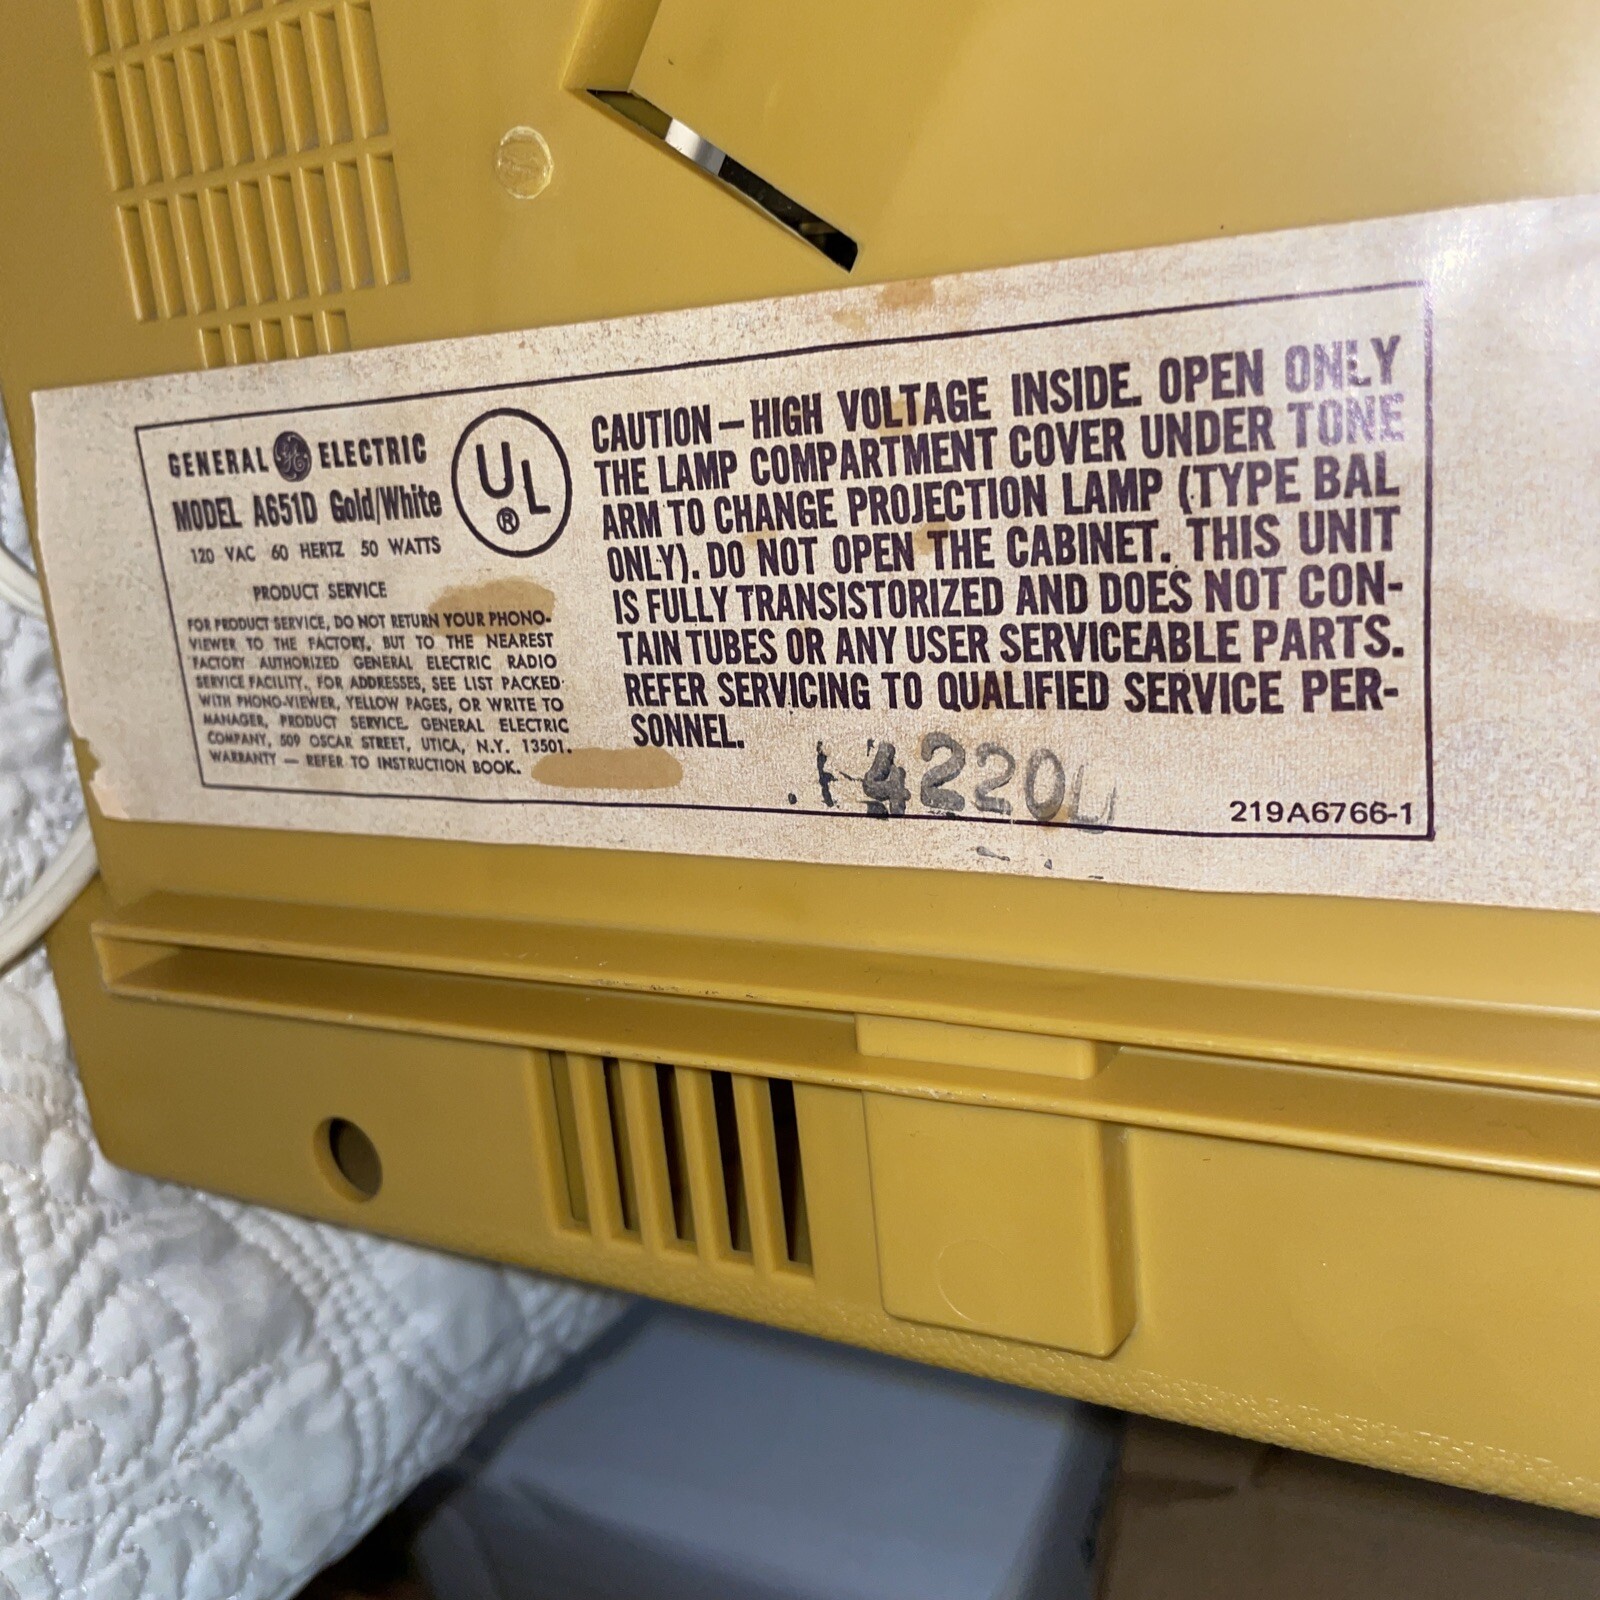 GENERAL GE ELECTRIC
MODEL A651D Gold/White
120 VAC 60 HERTZ 50 WATTS
PRODUCT SERVICE
FOR PRODUCT SERVICE, DO NOT RETURN YOUR PHONO-
VIEWER TO THE FACTORY, BUT TO THE NEAREST
FACTORY AUTHORIZED GENERAL ELECTRIC RADIO
SERVICE FACILITY. FOR ADDRESSES, SEE LIST PACKED
WITH PHONO-VIEWER, YELLOW PAGES, OR WRITE TO
MANAGER, PRODUCT SERVICE. GENERAL ELECTRIC
COMPANY, 509 OSCAR STREET, UTICA, N.Y. 13501.
WARRANTY — REFER TO INSTRUCTION BOOK.
UL
®
CAUTION — HIGH VOLTAGE INSIDE. OPEN ONLY
THE LAMP COMPARTMENT COVER UNDER TONE
ARM TO CHANGE PROJECTION LAMP (TYPE BAL
ONLY). DO NOT OPEN THE CABINET. THIS UNIT
IS FULLY TRANSISTORIZED AND DOES NOT CON-
TAIN TUBES OR ANY USER SERVICEABLE PARTS.
REFER SERVICING TO QUALIFIED SERVICE PER-
SONNEL.
219A6766-1